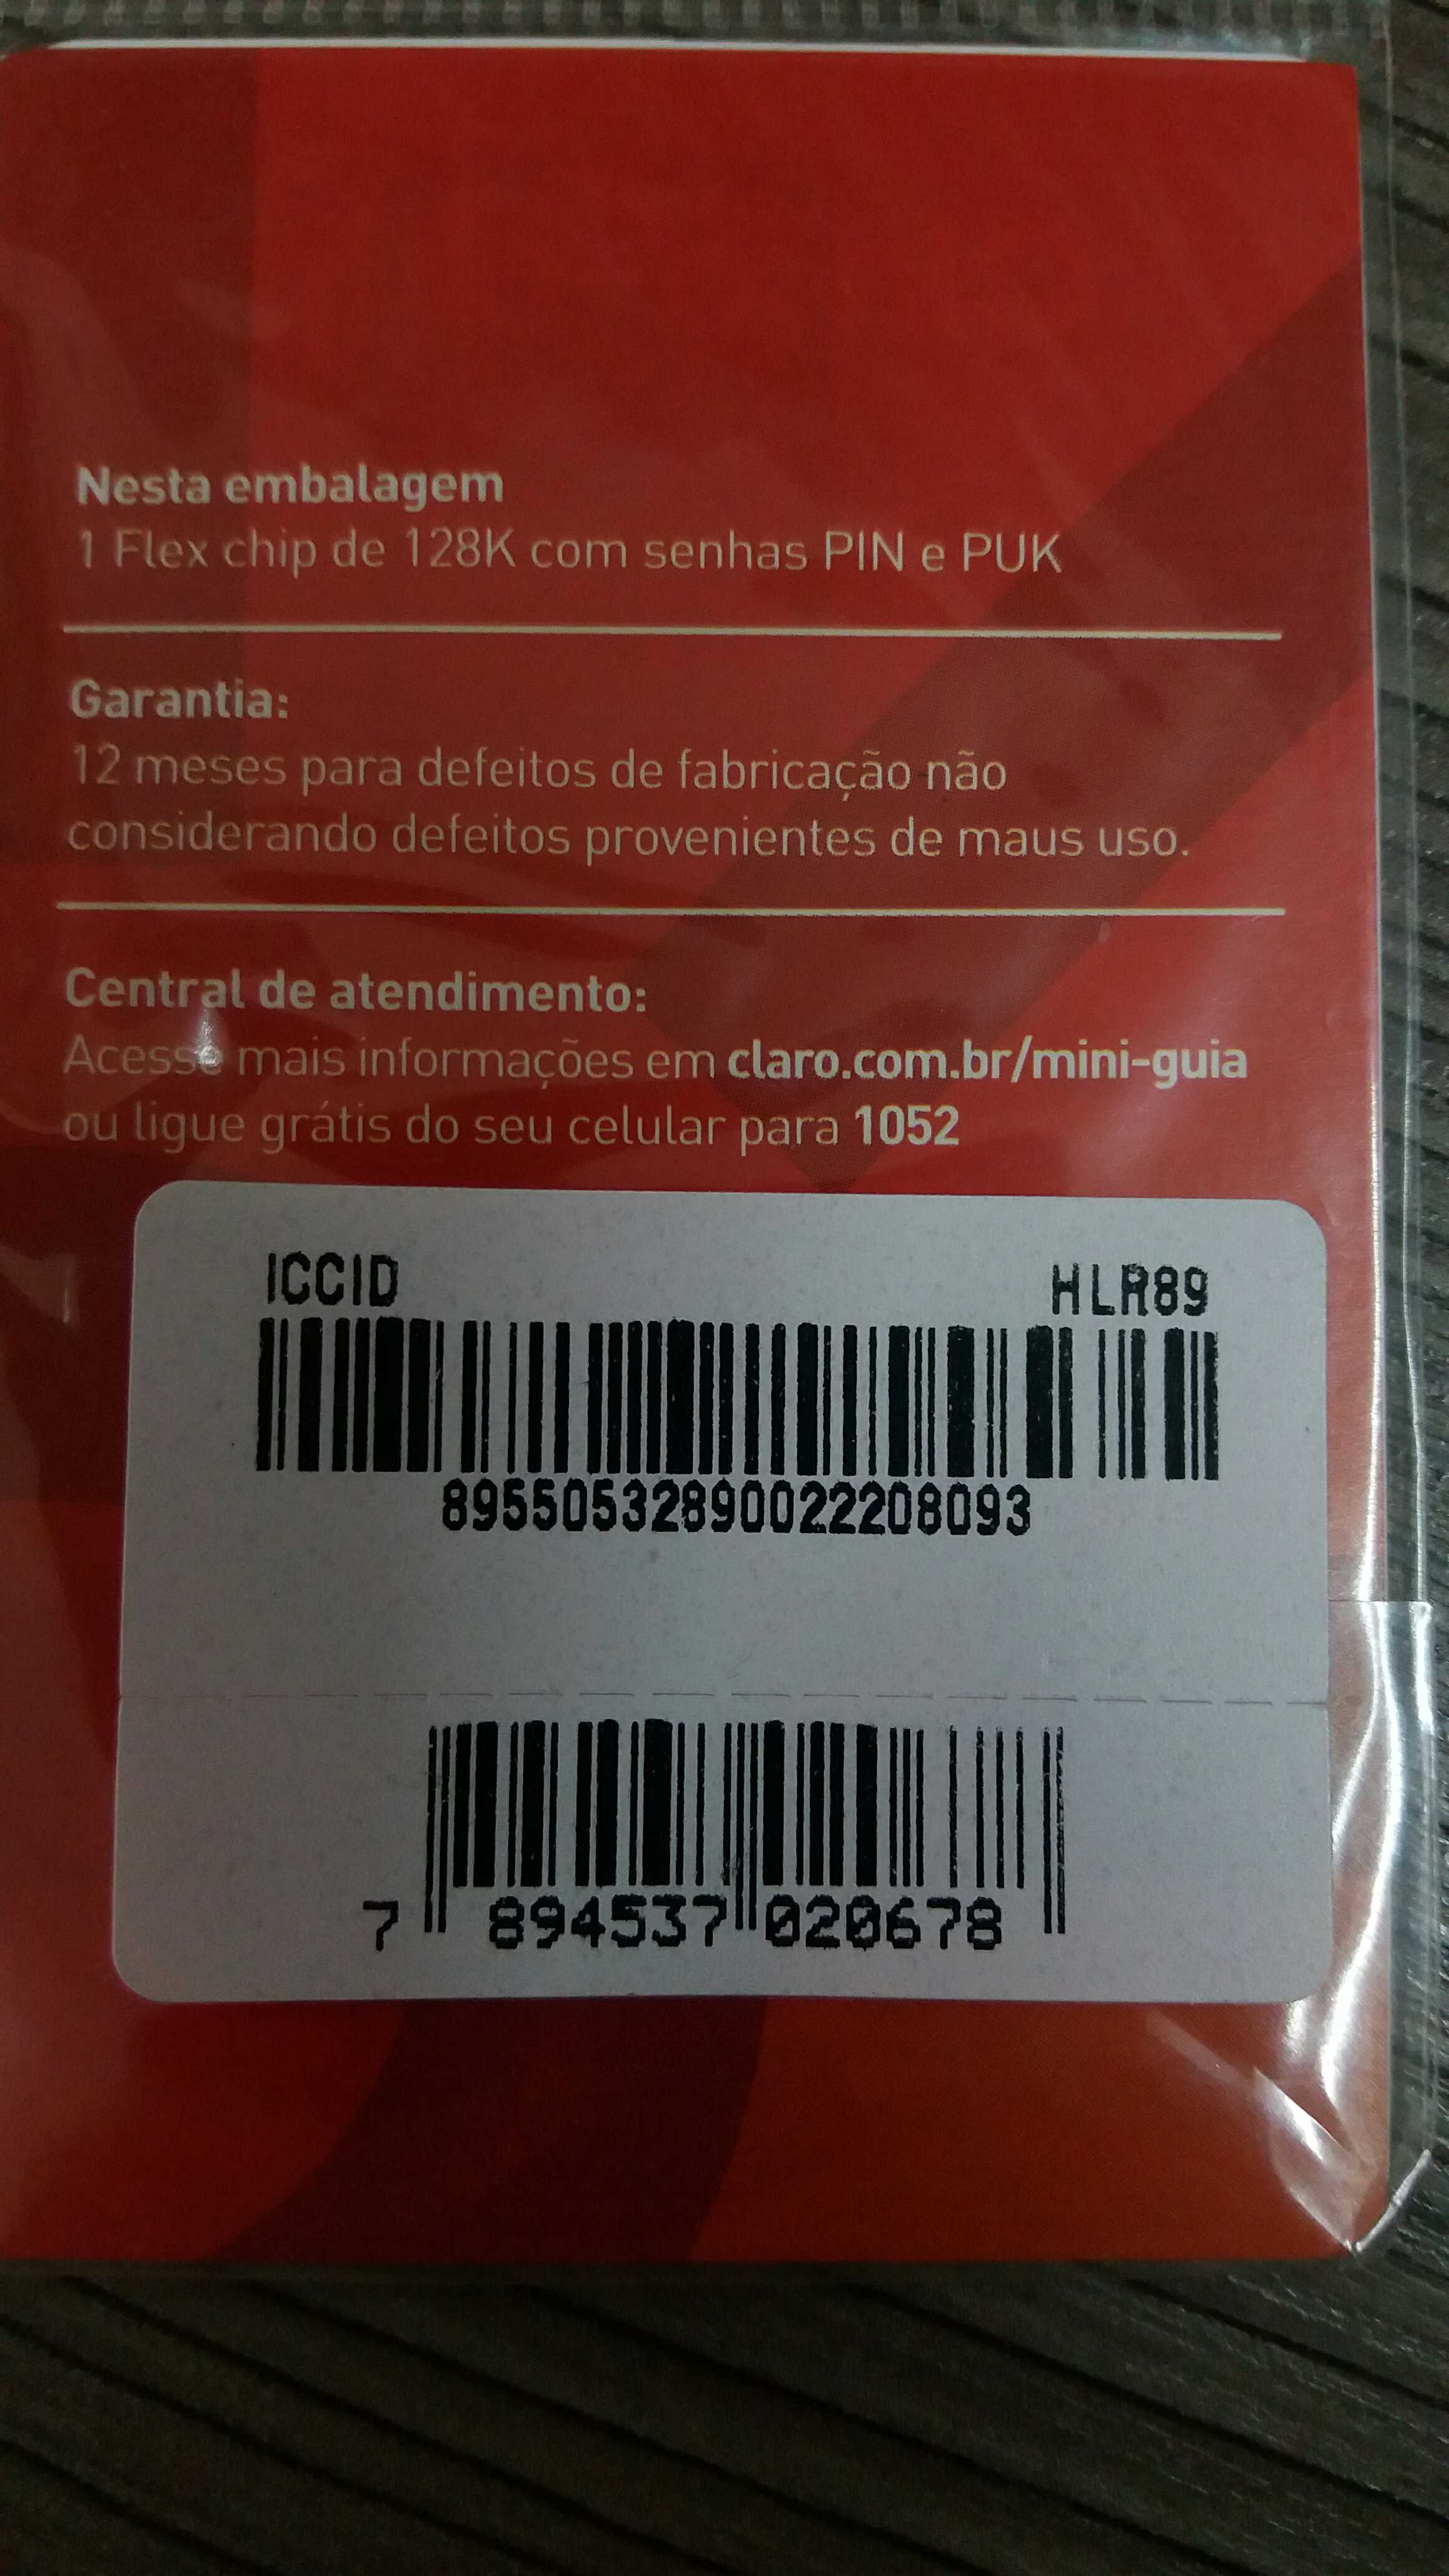 Nesta embalagem
1 Flex chip de 128K com senhas PIN e PUK
Garantia:
12 meses para defeitos de fabricação não
considerando defeitos provenientes de maus uso.
Central de atendimento:
Acesse mais informações em claro.com.br/mini-guia
ou ligue grátis do seu celular para 1052
ICCID HLR89
89550532890022208093
7 894537 020678